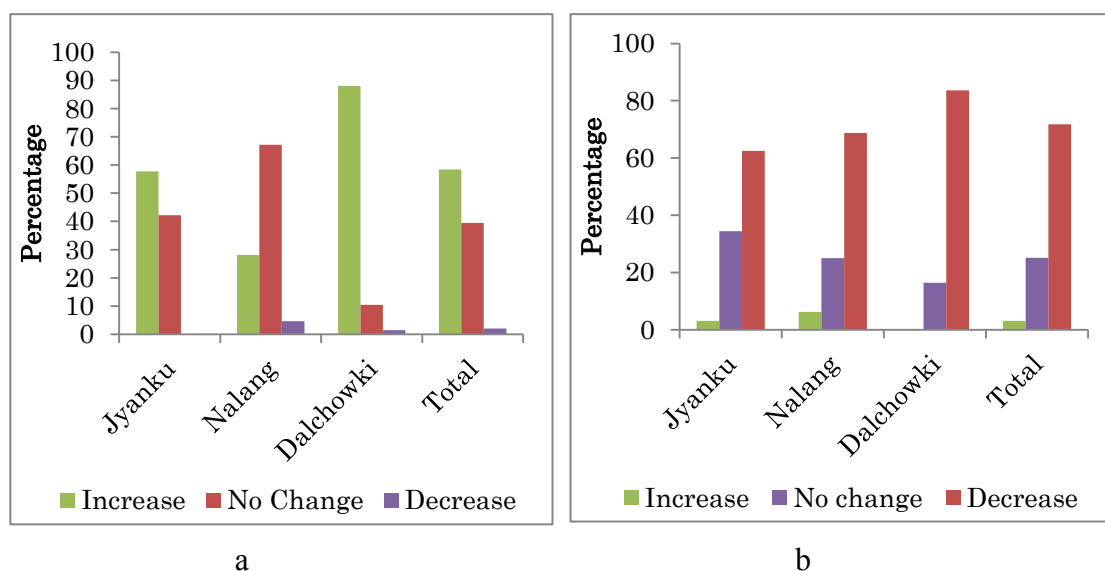 100
90
80
70
60
50
40
30
20
10
0
Percentage
Jyanku
Nalang
Dalchowki
Total
Increase No Change Decrease
a
100
80
60
40
20
0
Percentage
Jyanku
Nalang
Dalchowki
Total
Increase No change Decrease
b